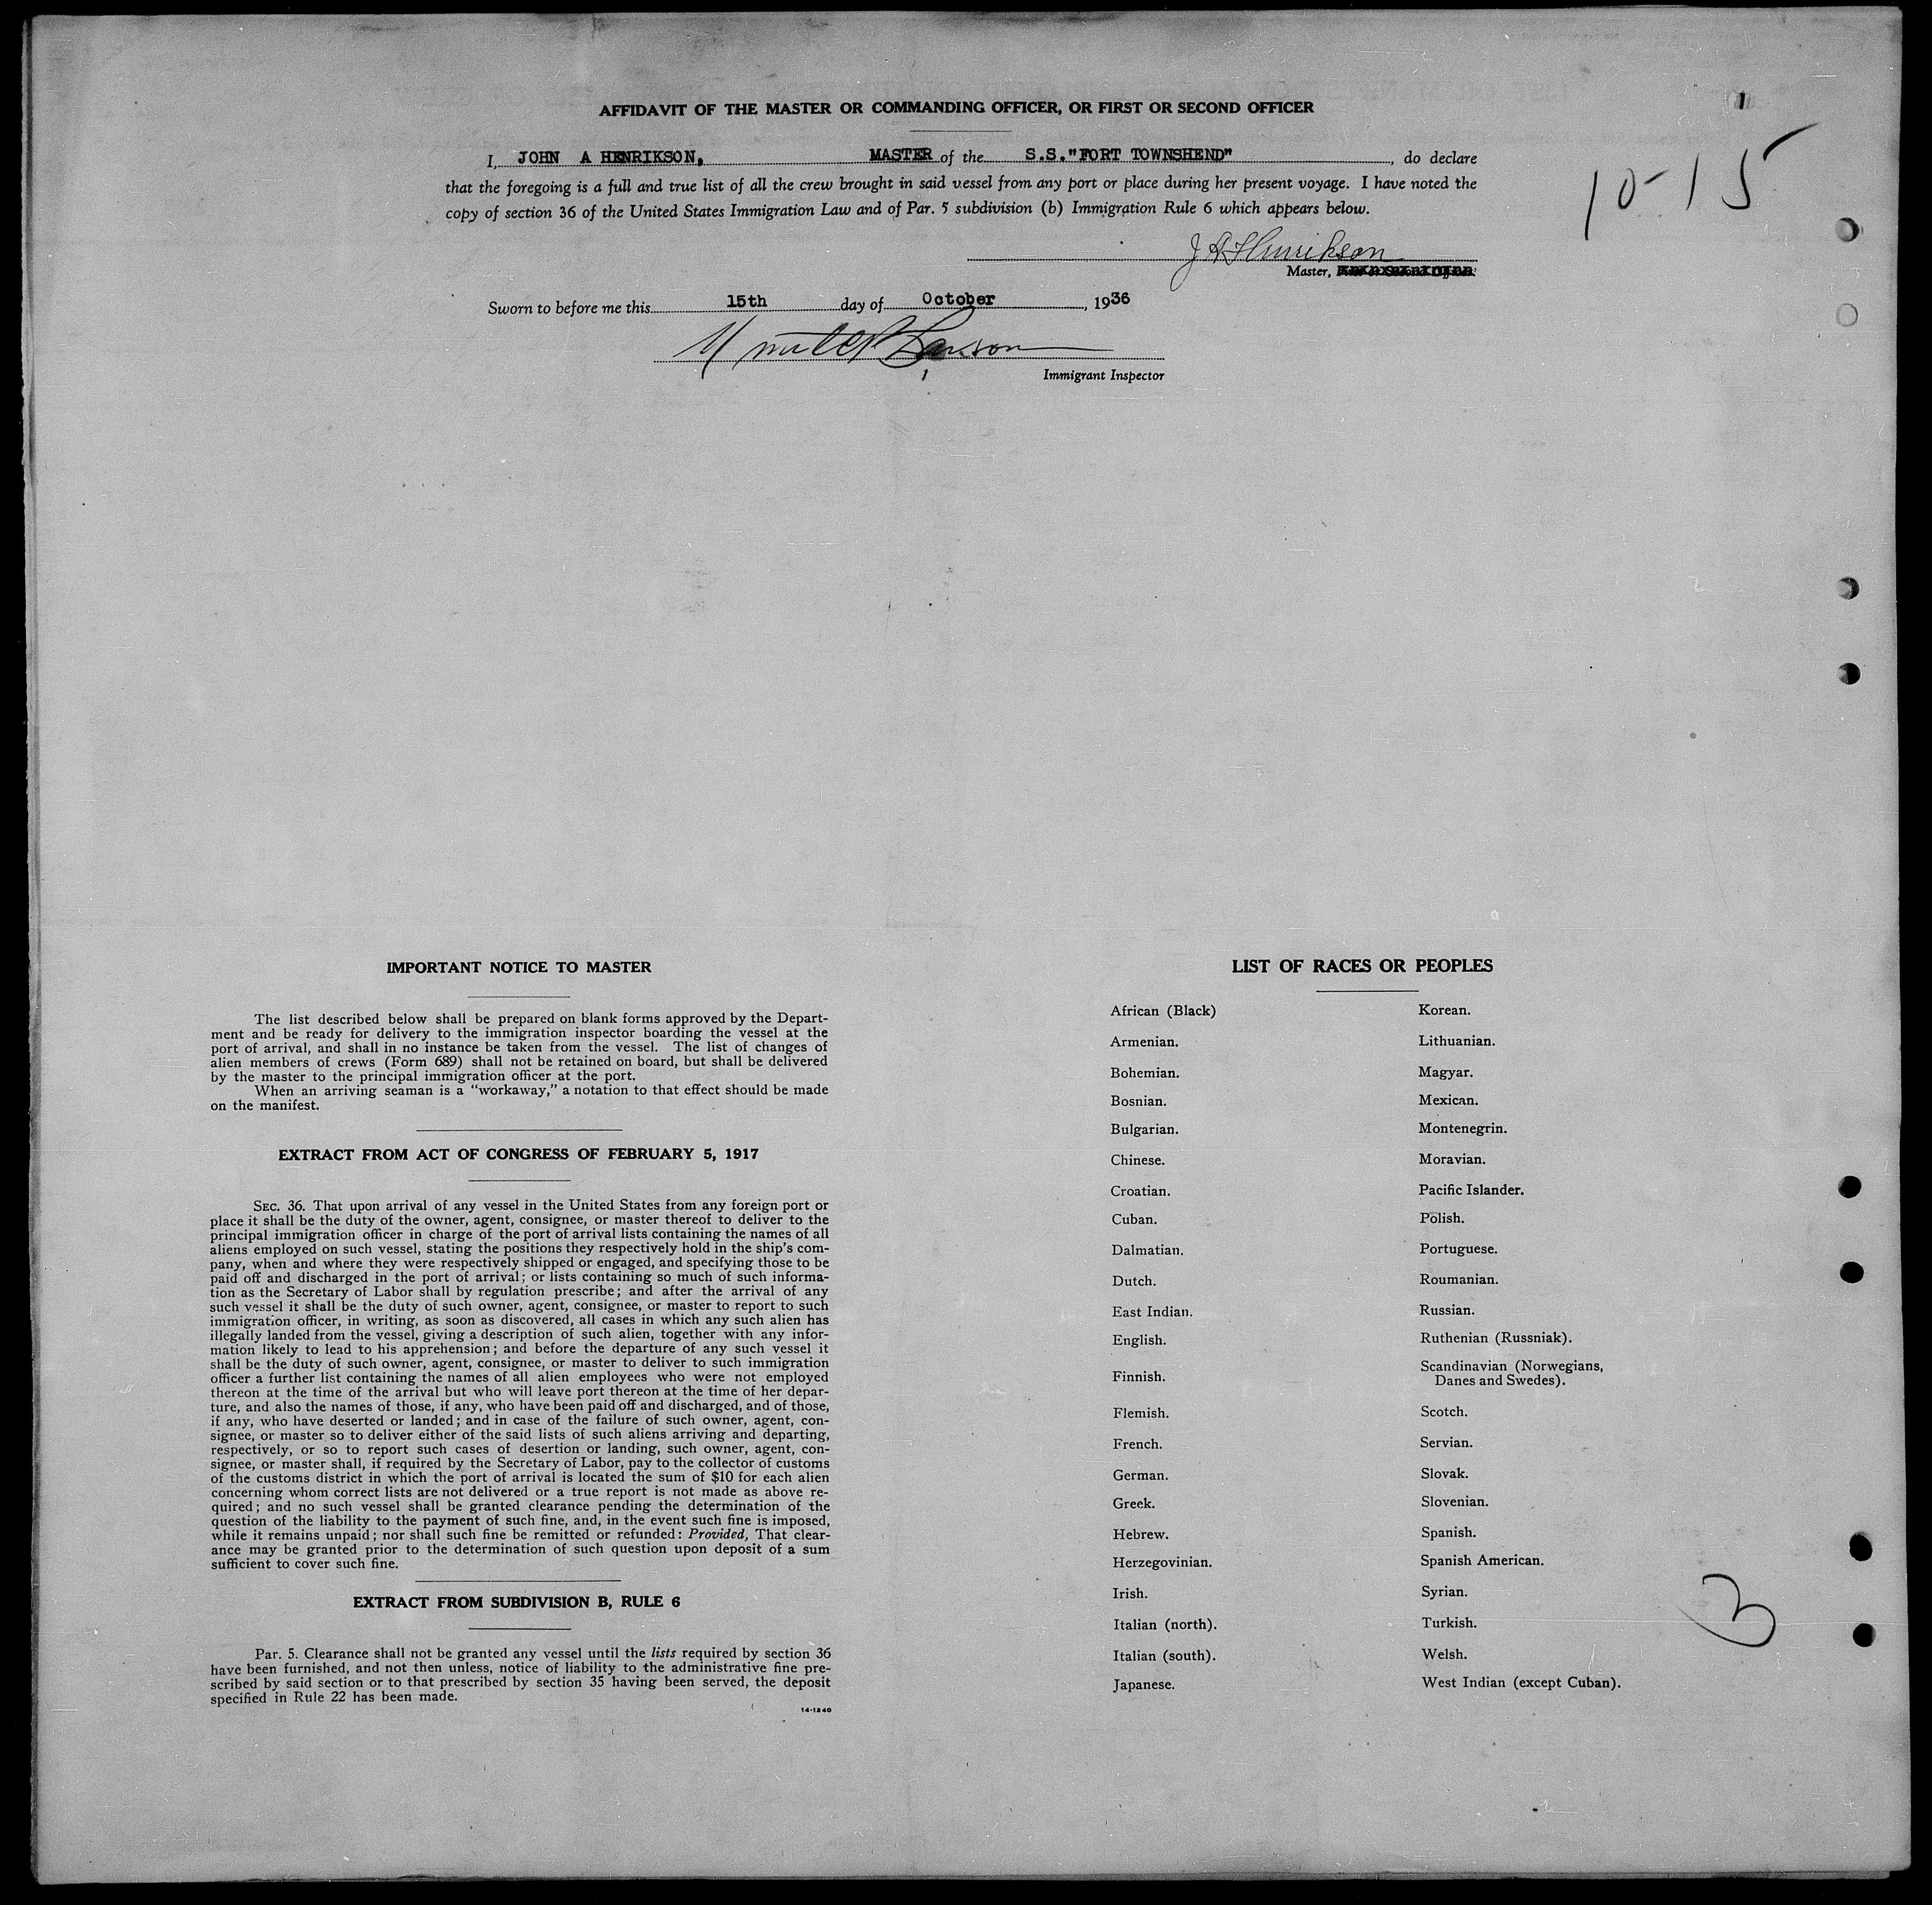 AFFIDAVIT OF THE MASTER OR COMMANDING OFFICER, OR FIRST OR SECOND OFFICER
1
I, JOHN A HENRIKSON, MASTER of the S.S."FORT TOWNSHEND", do declare
that the foregoing is a full and true list of all the crew brought in said vessel from any port or place during her present voyage. I have noted the
copy of section 36 of the United States Immigration Law and of Par. 5 subdivision (b) Immigration Rule 6 which appears below.
10-15
J A Henrikson
Master,
Sworn to before me this 15th day of October, 1936
Immigrant Inspector
IMPORTANT NOTICE TO MASTER
The list described below shall be prepared on blank forms approved by the Depart-
ment and be ready for delivery to the immigration inspector boarding the vessel at the
port of arrival, and shall in no instance be taken from the vessel. The list of changes of
alien members of crews (Form 689) shall not be retained on board, but shall be delivered
by the master to the principal immigration officer at the port.
When an arriving seaman is a "workaway," a notation to that effect should be made
on the manifest.
EXTRACT FROM ACT OF CONGRESS OF FEBRUARY 5, 1917
SEC. 36. That upon arrival of any vessel in the United States from any foreign port or
place it shall be the duty of the owner, agent, consignee, or master thereof to deliver to the
principal immigration officer in charge of the port of arrival lists containing the names of all
aliens employed on such vessel, stating the positions they respectively hold in the ship's com-
pany, when and where they were respectively shipped or engaged, and specifying those to be
paid off and discharged in the port of arrival; or lists containing so much of such informa-
tion as the Secretary of Labor shall by regulation prescribe; and after the arrival of any
such vessel it shall be the duty of such owner, agent, consignee, or master to report to such
immigration officer, in writing, as soon as discovered, all cases in which any such alien has
illegally landed from the vessel, giving a description of such alien, together with any infor-
mation likely to lead to his apprehension; and before the departure of any such vessel it
shall be the duty of such owner, agent, consignee, or master to deliver to such immigration
officer a further list containing the names of all alien employees who were not employed
thereon at the time of the arrival but who will leave port thereon at the time of her depar-
ture, and also the names of those, if any, who have been paid off and discharged, and of those,
if any, who have deserted or landed; and in case of the failure of such owner, agent, con-
signee, or master so to deliver either of the said lists of such aliens arriving and departing,
respectively, or so to report such cases of desertion or landing, such owner, agent, con-
signee, or master shall, if required by the Secretary of Labor, pay to the collector of customs
of the customs district in which the port of arrival is located the sum of $10 for each alien
concerning whom correct lists are not delivered or a true report is not made as above re-
quired; and no such vessel shall be granted clearance pending the determination of the
question of the liability to the payment of such fine, and, in the event such fine is imposed,
while it remains unpaid; nor shall such fine be remitted or refunded: Provided, That clear-
ance may be granted prior to the determination of such question upon deposit of a sum
sufficient to cover such fine.
EXTRACT FROM SUBDIVISION B, RULE 6
Par. 5. Clearance shall not be granted any vessel until the lists required by section 36
have been furnished, and not then unless, notice of liability to the administrative fine pre-
scribed by said section or to that prescribed by section 35 having been served, the deposit
specified in Rule 22 has been made.
14-1240
LIST OF RACES OR PEOPLES
African (Black)
Armenian.
Bohemian.
Bosnian.
Bulgarian.
Chinese.
Croatian.
Cuban.
Dalmatian.
Dutch.
East Indian.
English.
Finnish.
Flemish.
French.
German.
Greek.
Hebrew.
Herzegovinian.
Irish.
Italian (north).
Italian (south).
Japanese.
Korean.
Lithuanian.
Magyar.
Mexican.
Montenegrin.
Moravian.
Pacific Islander.
Polish.
Portuguese.
Roumanian.
Russian.
Ruthenian (Russniak).
Scandinavian (Norwegians,
Danes and Swedes).
Scotch.
Servian.
Slovak.
Slovenian.
Spanish.
Spanish American.
Syrian.
Turkish.
Welsh.
West Indian (except Cuban).
3